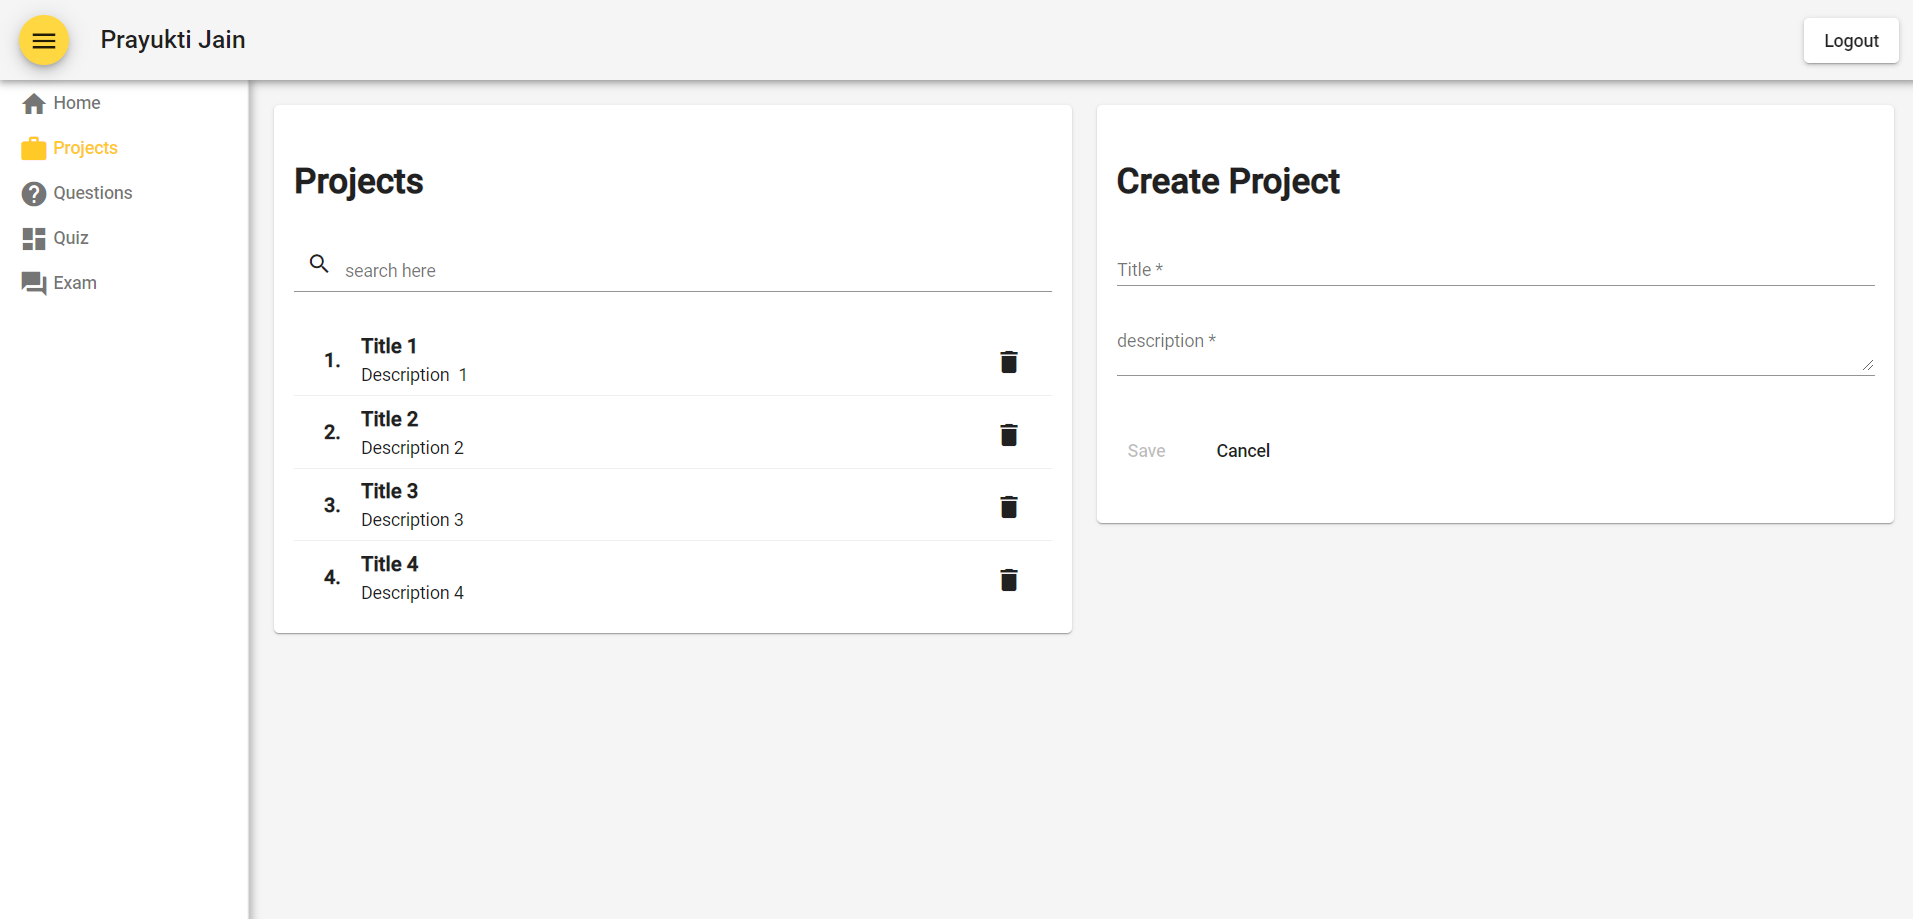 Prayukti Jain
Logout
Home
Projects
Questions
Quiz
Exam
Projects
search here
1. Title 1
Description  1
2. Title 2
Description 2
3. Title 3
Description 3
4. Title 4
Description 4
Create Project
Title *
description *
Save Cancel